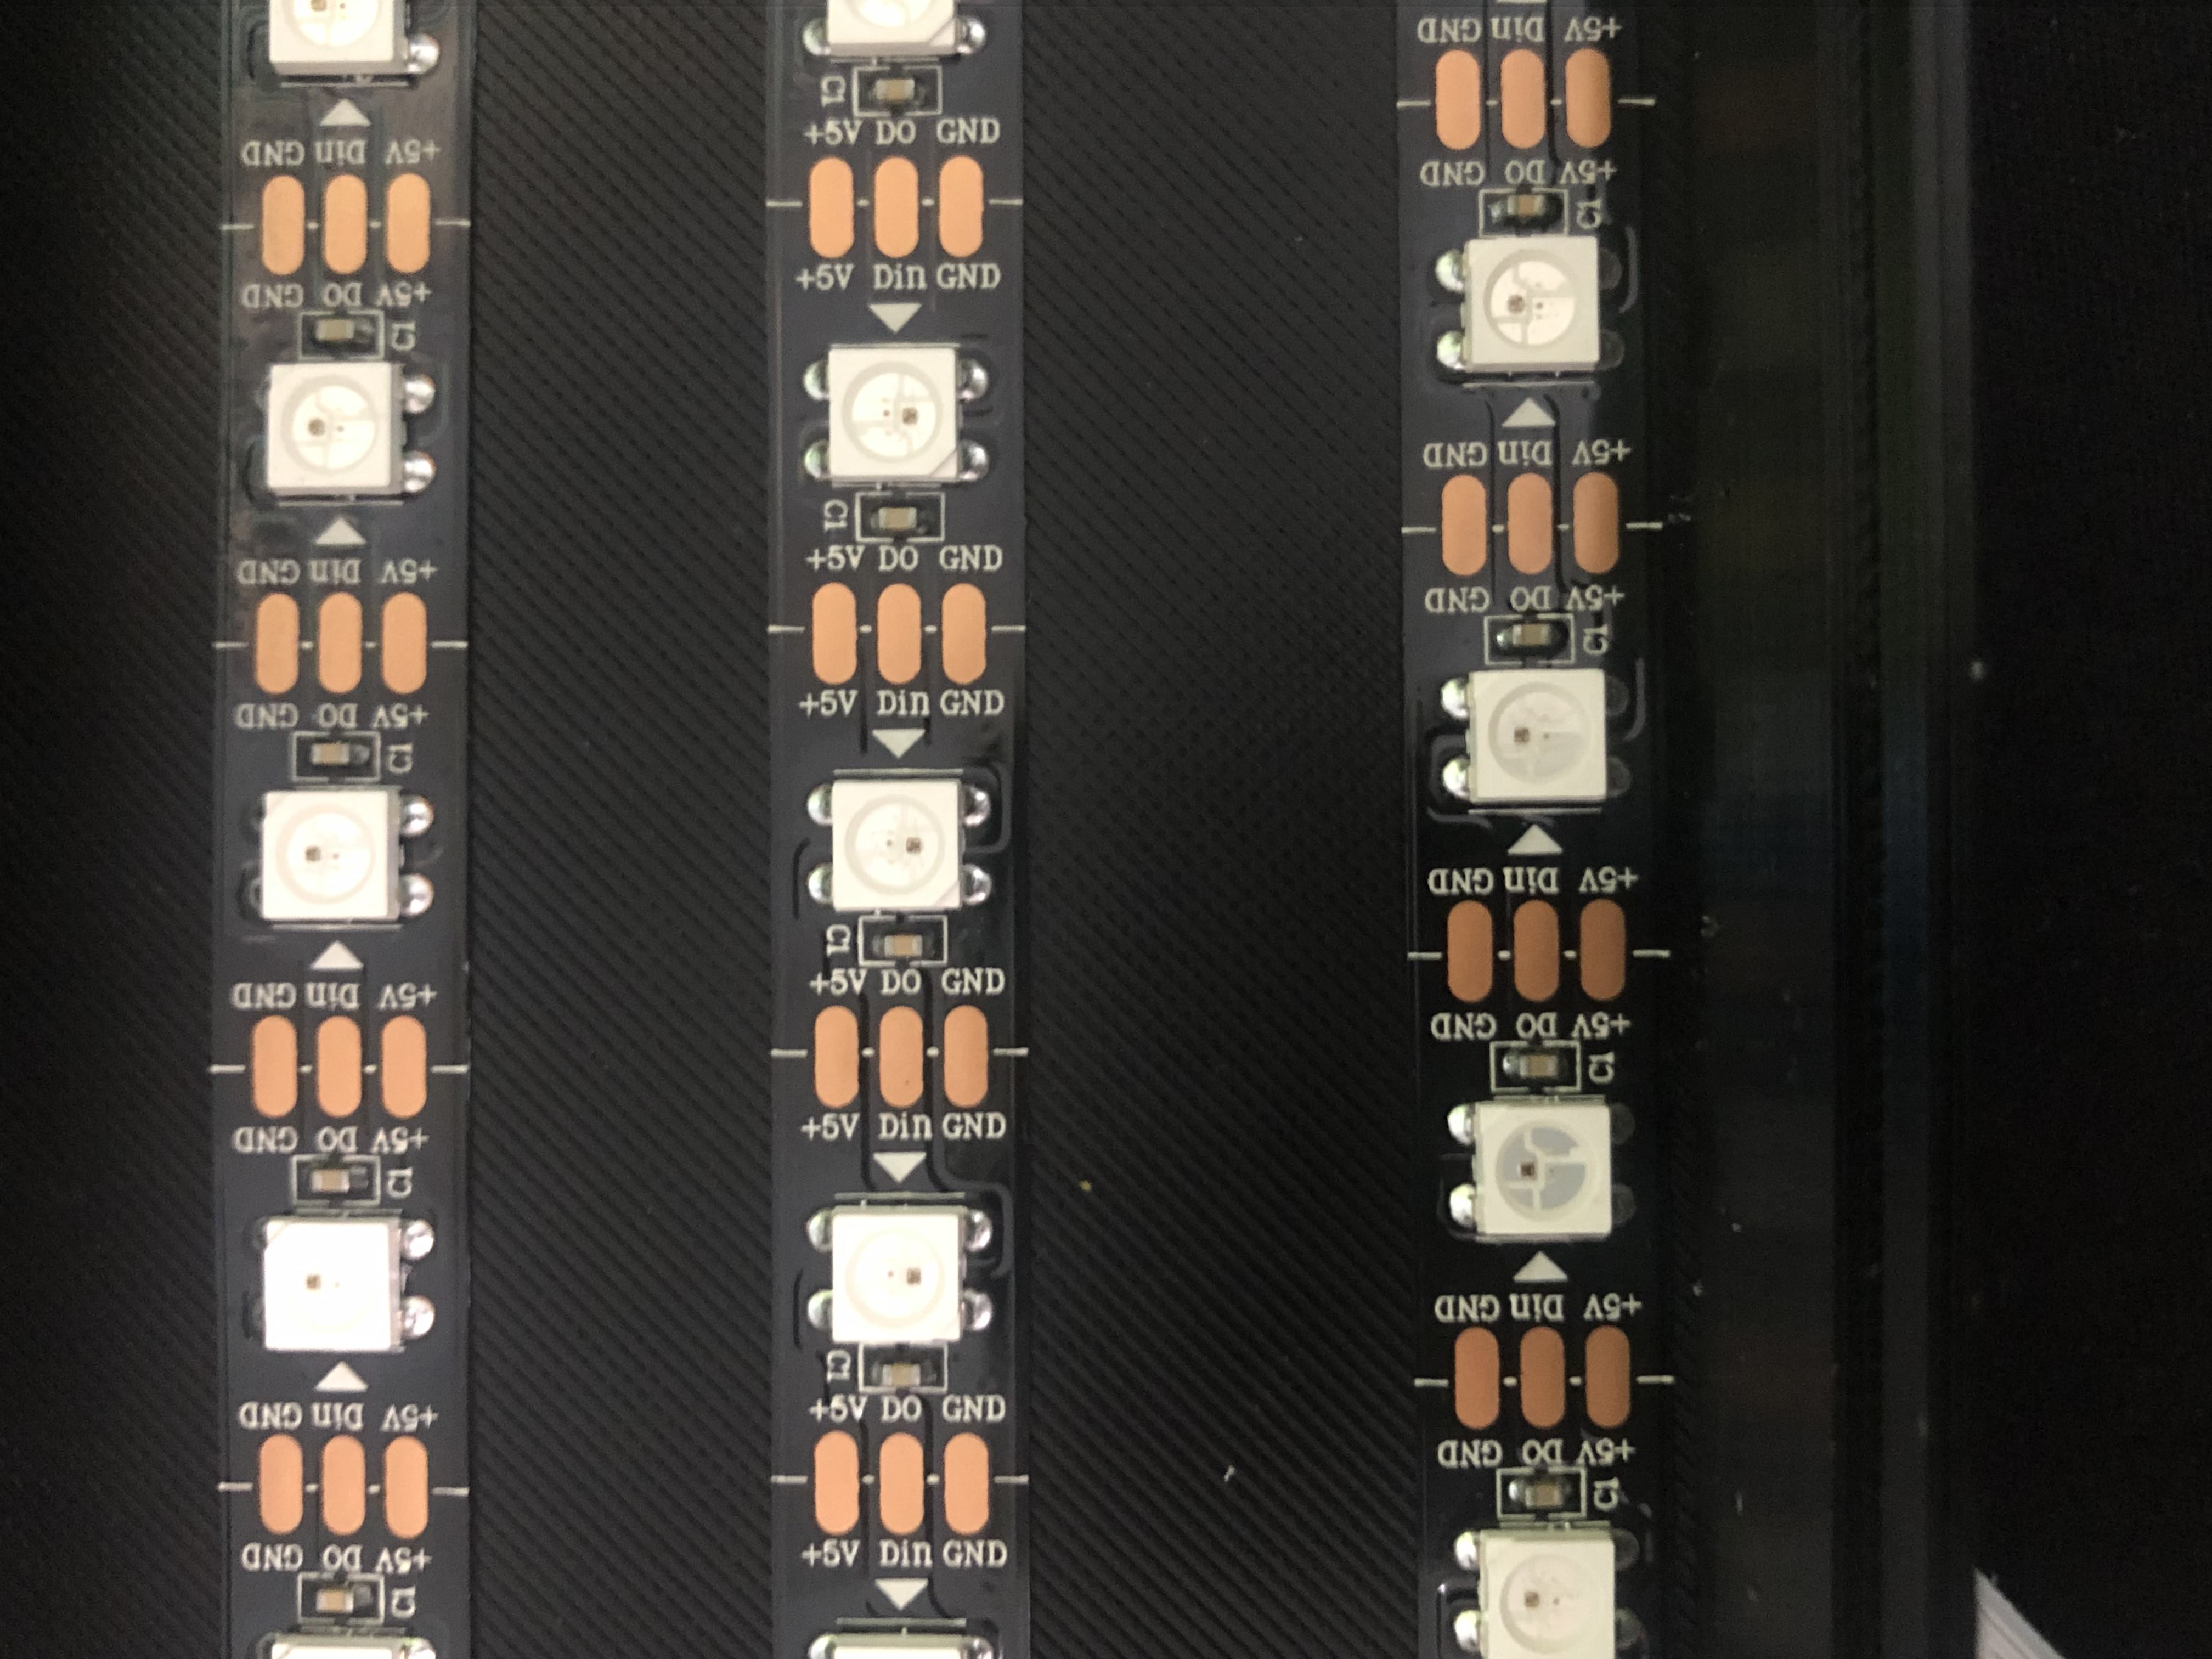 C1
+5V DO GND
+5V Din GND
C1
+5V DO GND
+5V Din GND
C1
+5V DO GND
+5V Din GND
C1
+5V DO GND
+5V Din GND
+5V Din GND
+5V DO GND
C1
+5V Din GND
+5V DO GND
C1
+5V Din GND
+5V DO GND
C1
+5V Din GND
+5V DO GND
C1
C1
+5V DO GND
+5V Din GND
C1
+5V DO GND
+5V Din GND
C1
+5V DO GND
+5V Din GND
C1
+5V DO GND
+5V Din GND